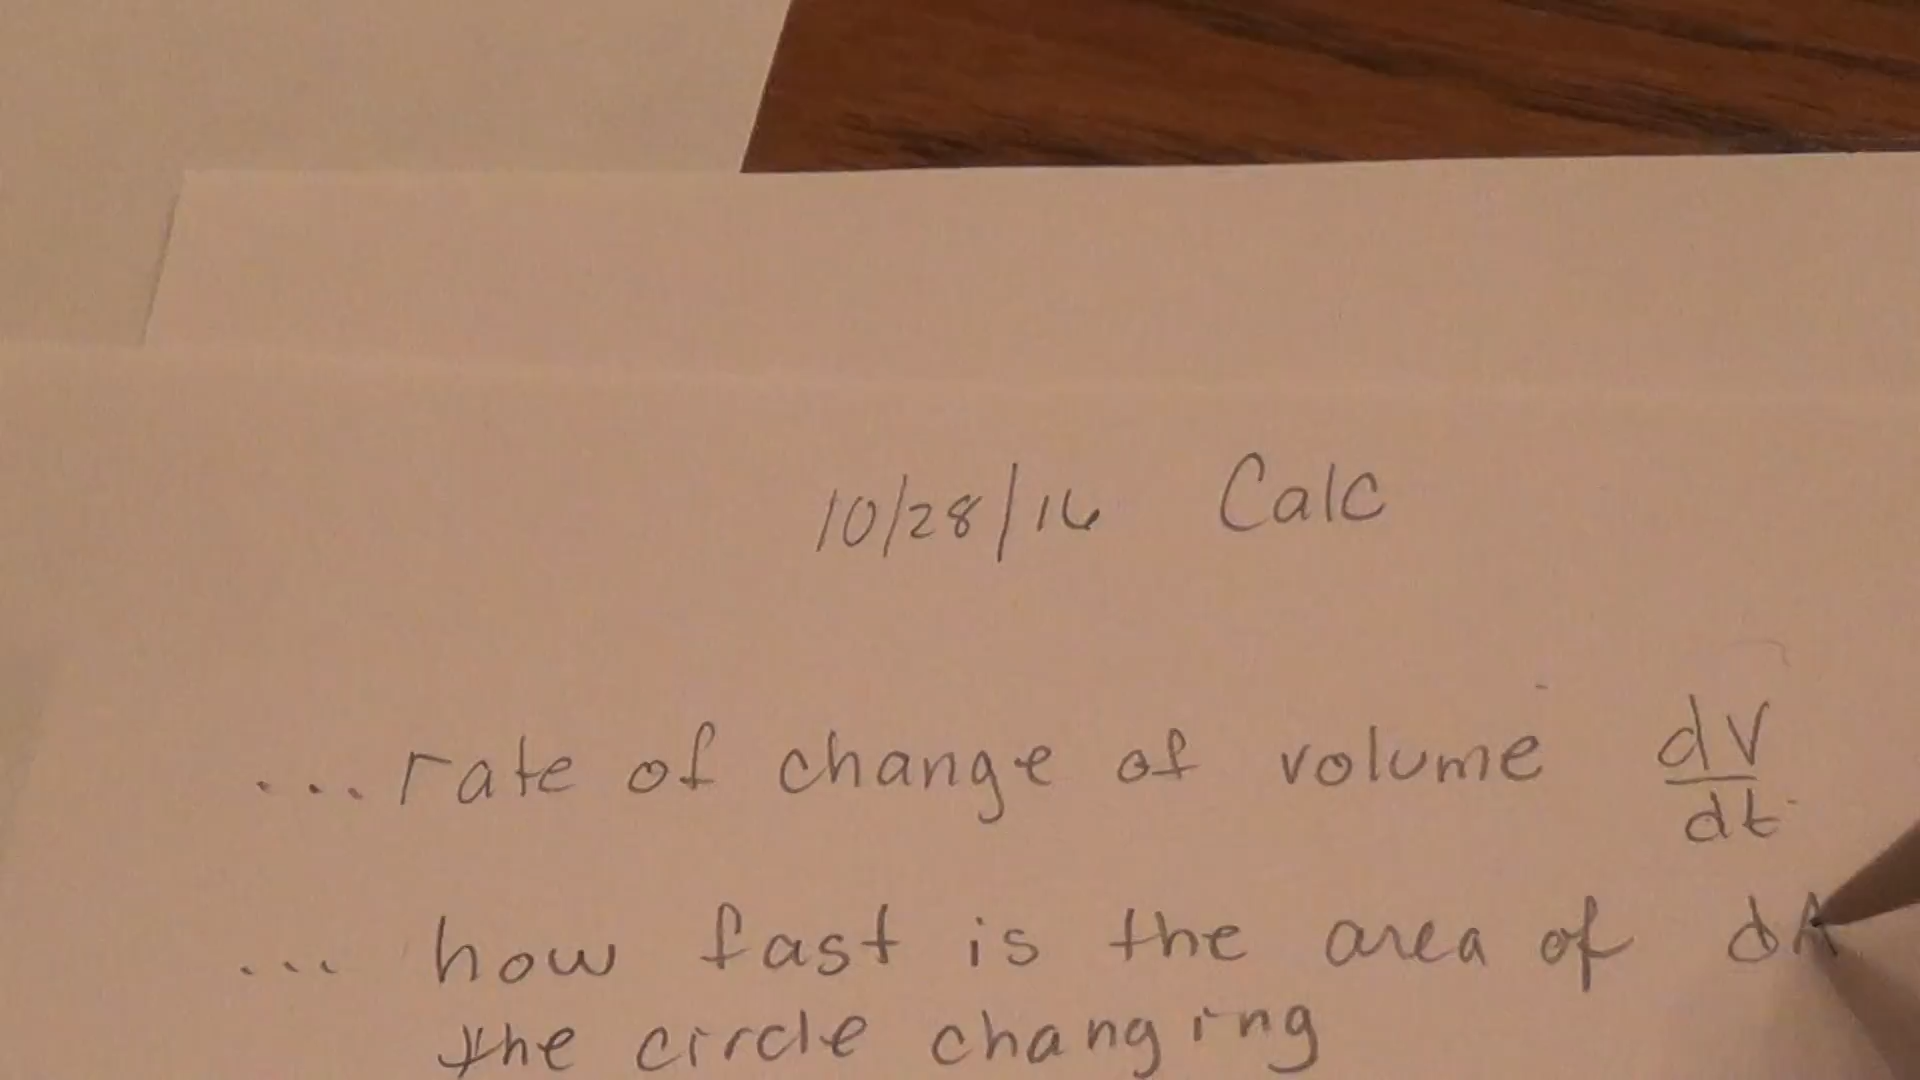 10/28/16 Calc
...rate of change of volume dV
dt
... how fast is the area of dA
the circle changing